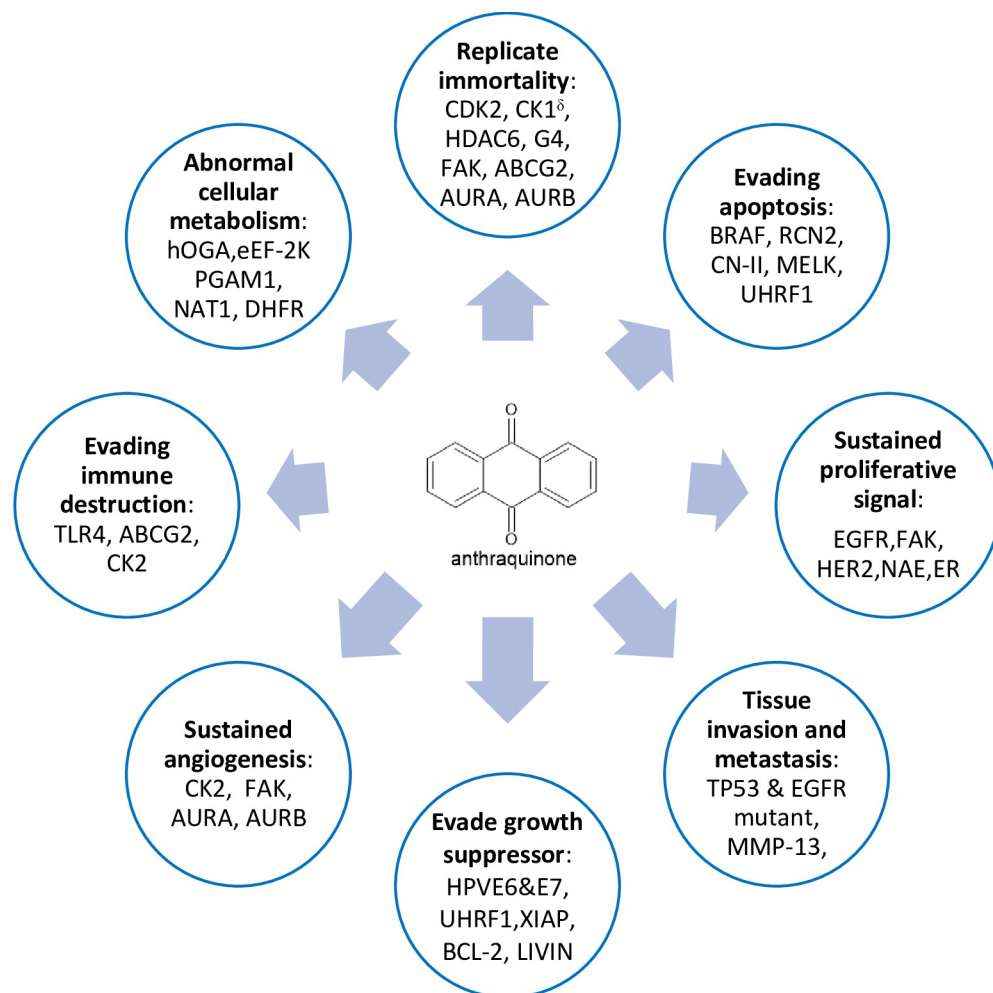 Replicate
immortality:
CDK2, CK1ᵟ,
HDAC6, G4,
FAK, ABCG2,
AURA, AURB
Evading
apoptosis:
BRAF, RCN2,
CN-II, MELK,
UHRF1
Sustained
proliferative
signal:
EGFR,FAK,
HER2,NAE,ER
Tissue
invasion and
metastasis:
TP53 & EGFR
mutant,
MMP-13,
Evade growth
suppressor:
HPVE6&E7,
UHRF1,XIAP,
BCL-2, LIVIN
Sustained
angiogenesis:
CK2, FAK,
AURA, AURB
Evading
immune
destruction:
TLR4, ABCG2,
CK2
Abnormal
cellular
metabolism:
hOGA,eEF-2K
PGAM1,
NAT1, DHFR
O
O
anthraquinone